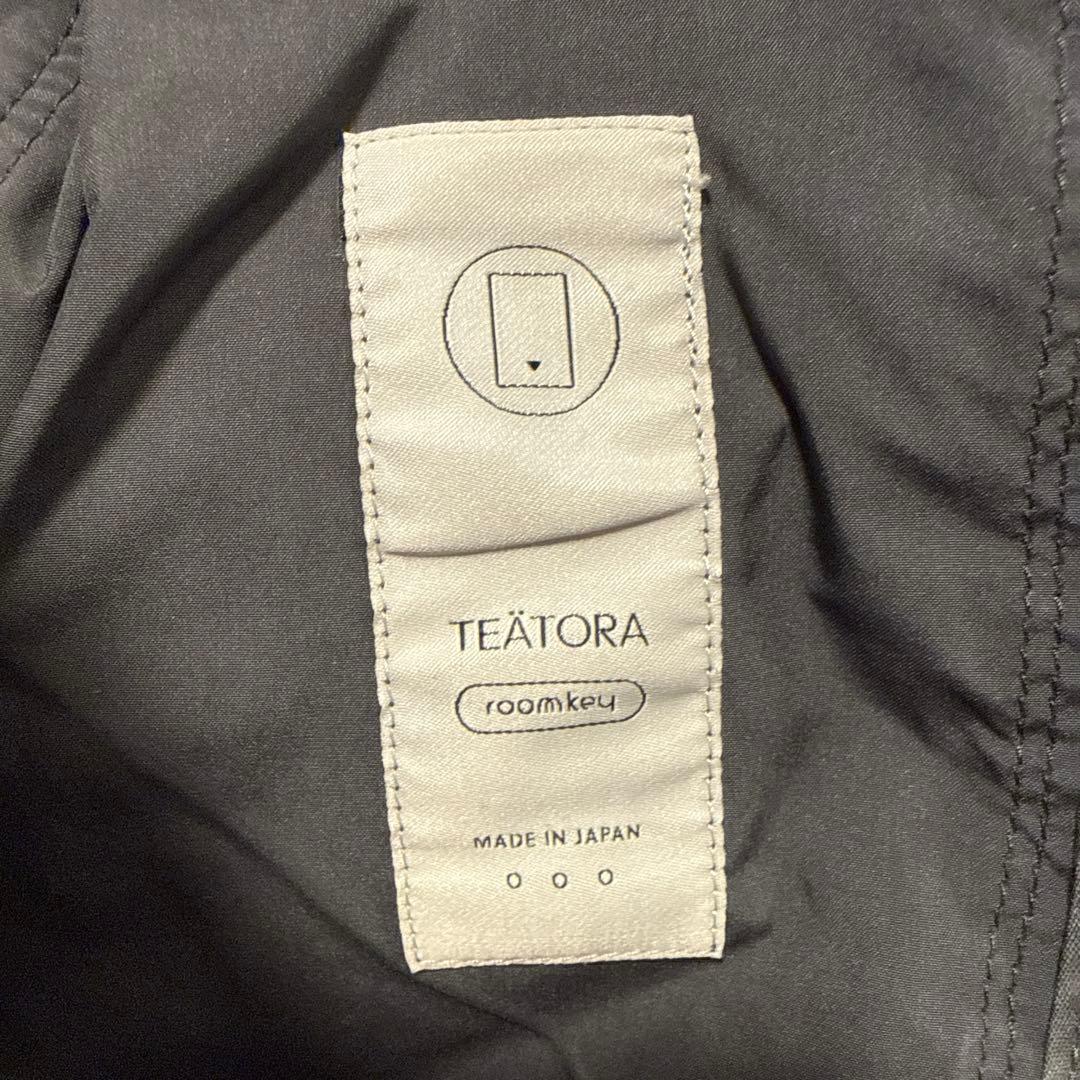 TEÄTORA
roomkey
MADE IN JAPAN
O O O